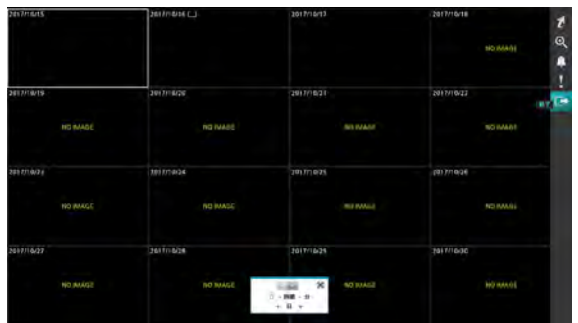 2017/10/15
2017/10/16
2017/10/17
2017/10/18
NO IMAGE
2017/10/19
2017/10/20
2017/10/21
2017/10/22
NO IMAGE
NO IMAGE
NO IMAGE
NO IMAGE
2017/10/23
2017/10/24
2017/10/25
2017/10/26
NO IMAGE
NO IMAGE
NO IMAGE
NO IMAGE
2017/10/27
2017/10/28
2017/10/29
2017/10/30
NO IMAGE
NO IMAGE
NO IMAGE
NO IMAGE
日